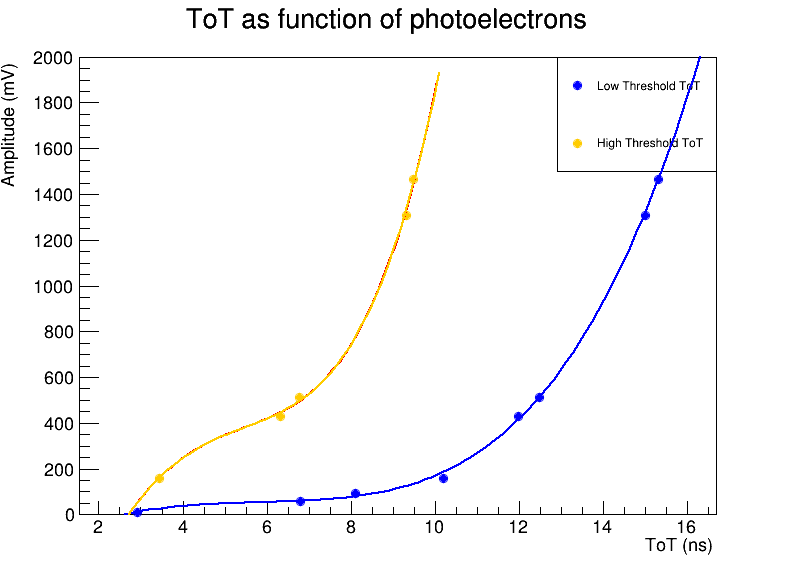 ToT as function of photoelectrons
Amplitude (mV)
2000
1800
1600
1400
1200
1000
800
600
400
200
0
Low Threshold ToT
High Threshold ToT
2 4 6 8 10 12 14 16
ToT (ns)